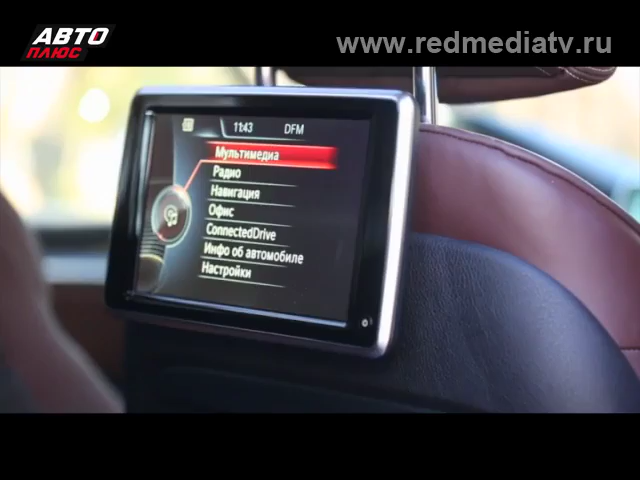 АВТО
ПЛЮС
www.redmediatv.ru
11:43 DFM
Мультимедиа
Радио
Навигация
Офис
ConnectedDrive
Инфо об автомобиле
Настройки